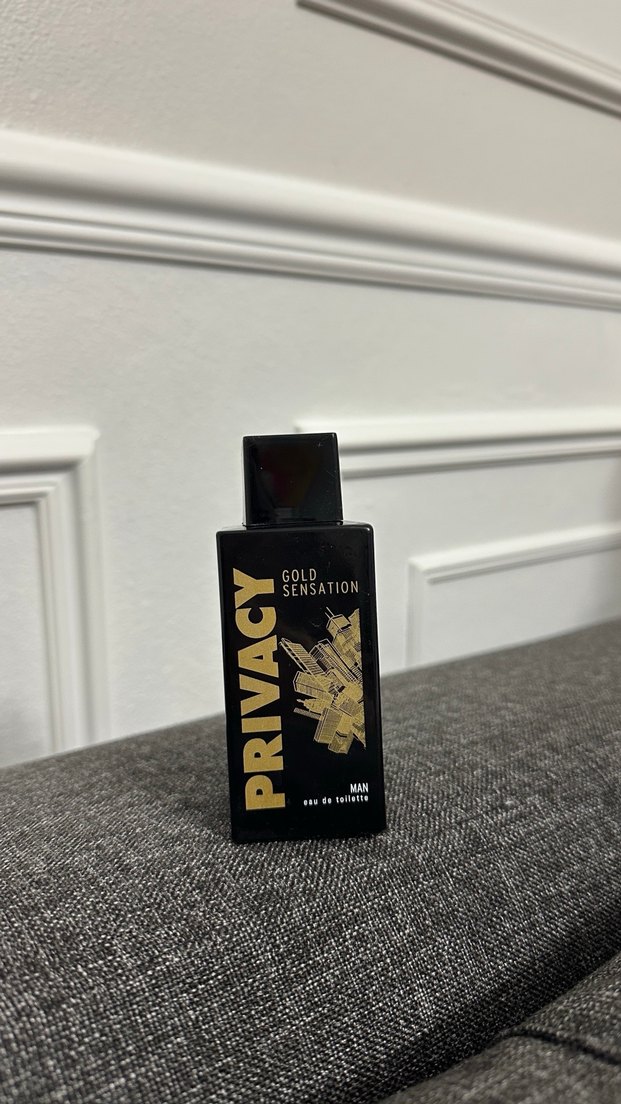 PRIVACY
GOLD
SENSATION
MAN
eau de toilette